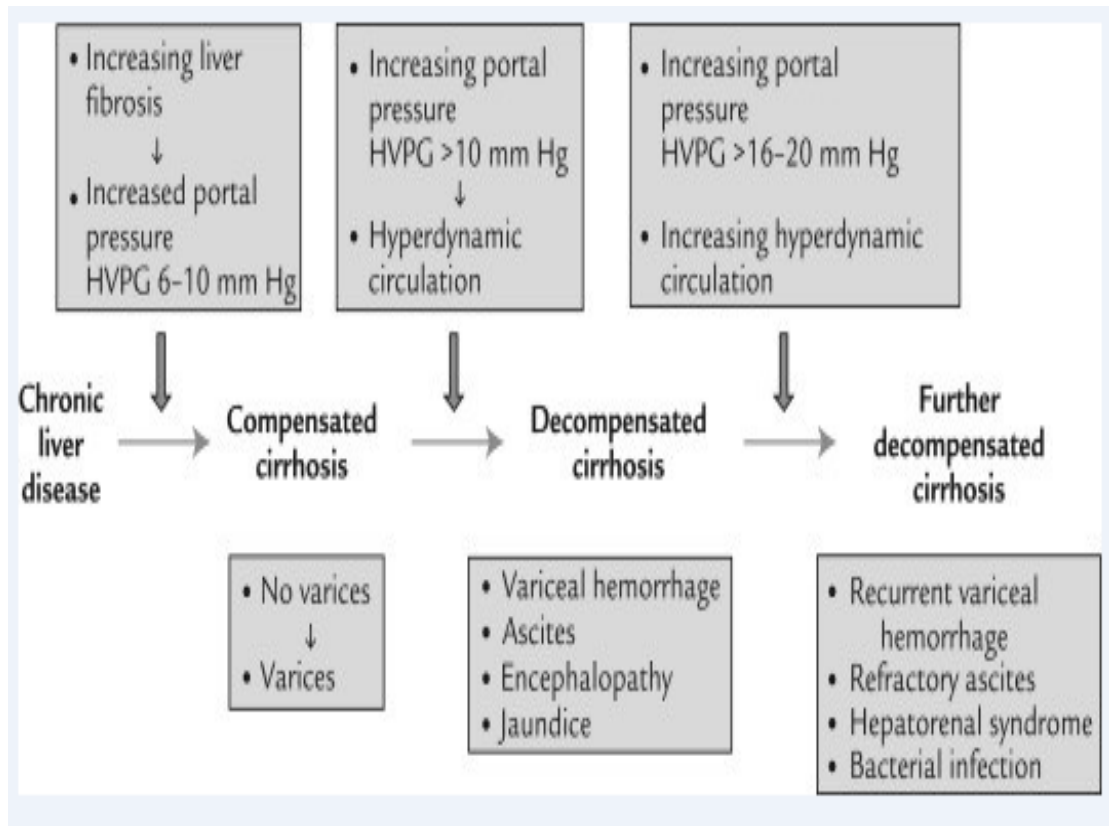 • Increasing liver
fibrosis
↓
• Increased portal
pressure
HVPG 6–10 mm Hg
• Increasing portal
pressure
HVPG >10 mm Hg
↓
• Hyperdynamic
circulation
• Increasing portal
pressure
HVPG >16–20 mm Hg
• Increasing hyperdynamic
circulation
Chronic
liver
disease
Compensated
cirrhosis
Decompensated
cirrhosis
Further
decompensated
cirrhosis
• No varices
↓
• Varices
• Variceal hemorrhage
• Ascites
• Encephalopathy
• Jaundice
• Recurrent variceal
hemorrhage
• Refractory ascites
• Hepatorenal syndrome
• Bacterial infection